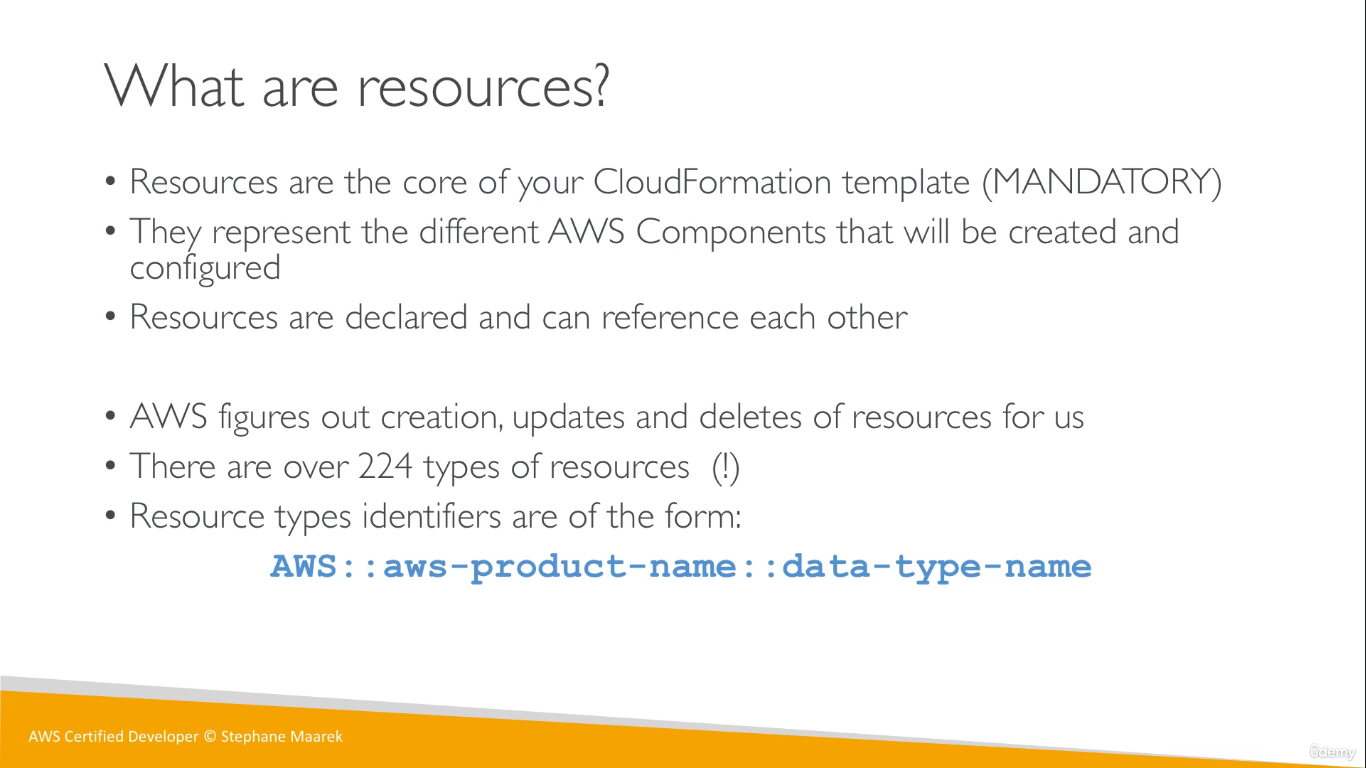 What are resources?
• Resources are the core of your CloudFormation template (MANDATORY)
• They represent the different AWS Components that will be created and
configured
• Resources are declared and can reference each other
• AWS figures out creation, updates and deletes of resources for us
• There are over 224 types of resources (!)
• Resource types identifiers are of the form:
AWS::aws-product-name::data-type-name
AWS Certified Developer © Stephane Maarek
ûdemy